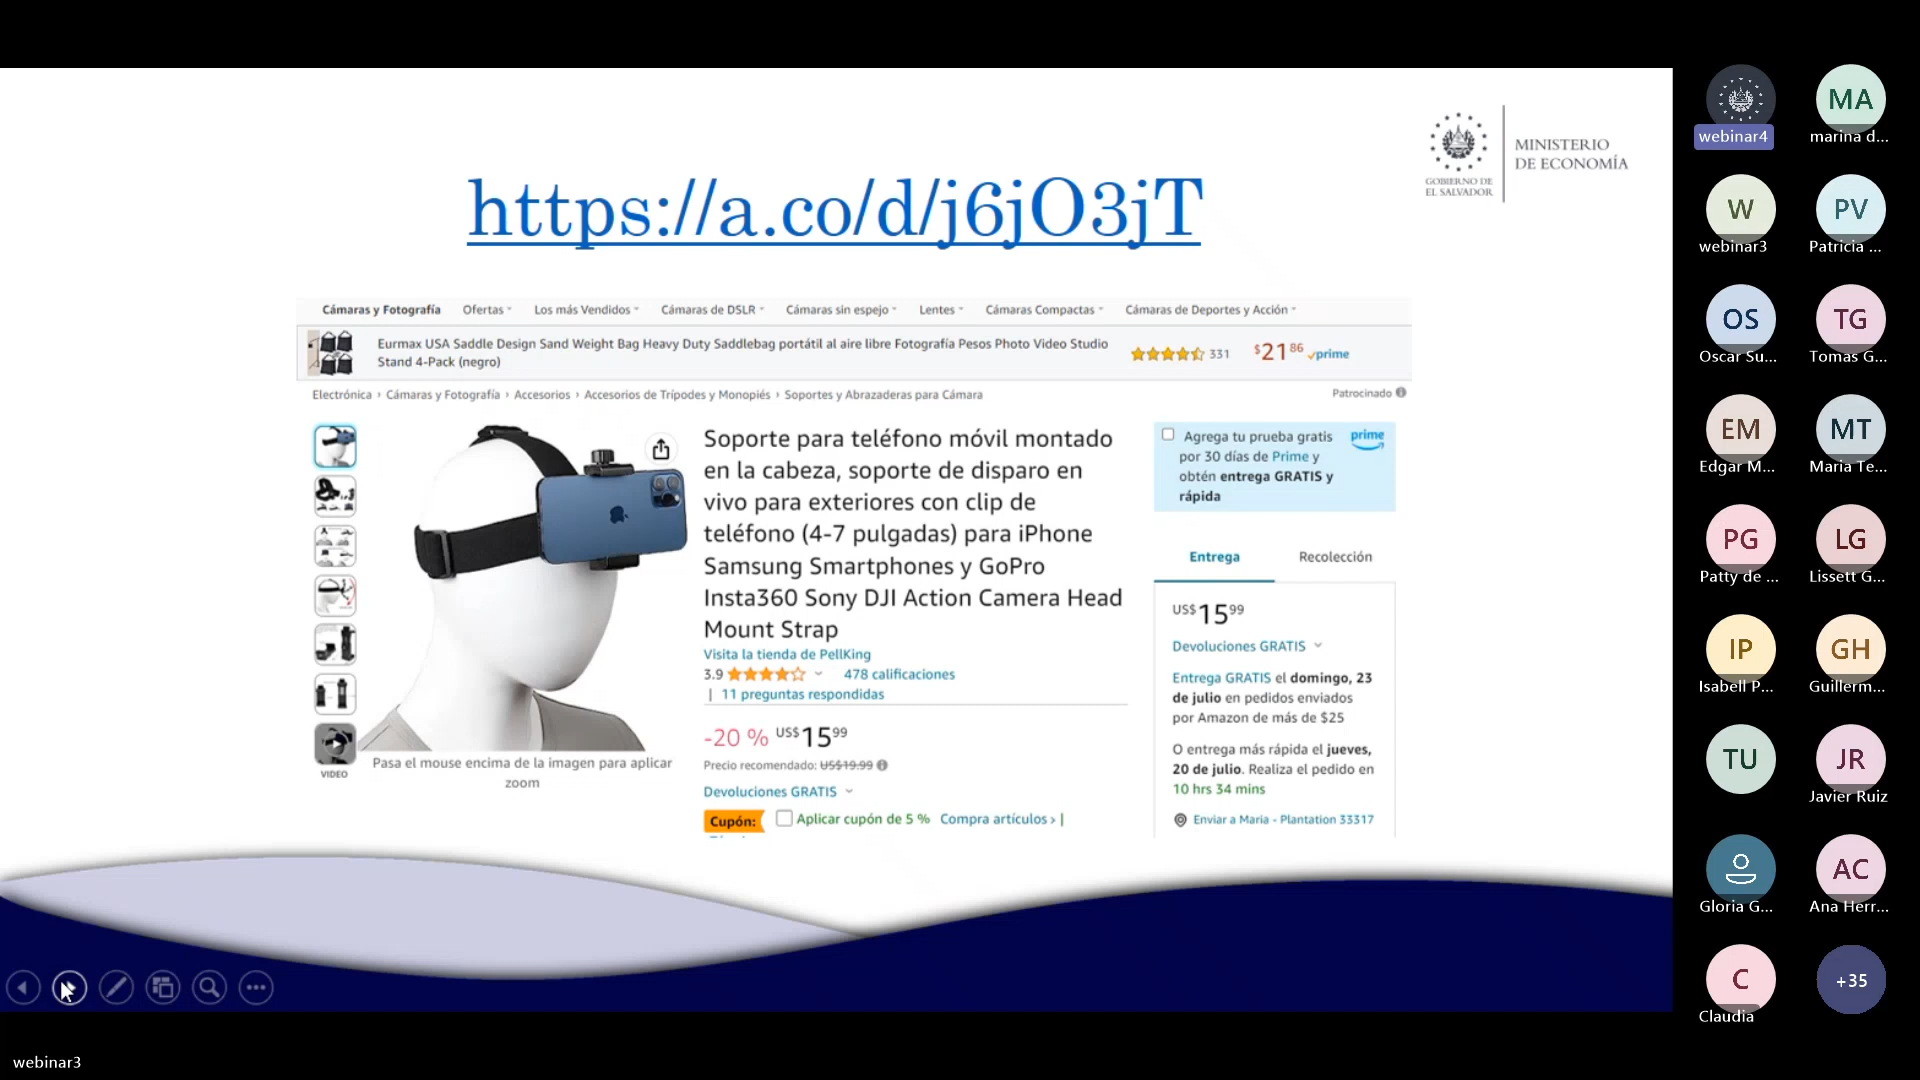 https://a.co/d/j6jO3jT
GOBIERNO DE
EL SALVADOR
MINISTERIO
DE ECONOMÍA
Cámaras y Fotografía Ofertas Los más Vendidos Cámaras de DSLR Cámaras sin espejo Lentes Cámaras Compactas Cámaras de Deportes y Acción
Eurmax USA Saddle Design Sand Weight Bag Heavy Duty Saddlebag portátil al aire libre Fotografía Pesos Photo Video Studio
Stand 4-Pack (negro)
331 $21 86 prime
Electrónica › Cámaras y Fotografía › Accesorios › Accesorios de Trípodes y Monopiés › Soportes y Abrazaderas para Cámara
Patrocinado
VIDEO
Pasa el mouse encima de la imagen para aplicar
zoom
Soporte para teléfono móvil montado
en la cabeza, soporte de disparo en
vivo para exteriores con clip de
teléfono (4-7 pulgadas) para iPhone
Samsung Smartphones y GoPro
Insta360 Sony DJI Action Camera Head
Mount Strap
Visita la tienda de PellKing
3.9 478 calificaciones
| 11 preguntas respondidas
-20 % US$15 99
Precio recomendado: US$19.99
Devoluciones GRATIS
Cupón: Aplicar cupón de 5 % Compra artículos › |
Agrega tu prueba gratis prime
por 30 días de Prime y
obtén entrega GRATIS y
rápida
Entrega Recolección
US$15 99
Devoluciones GRATIS
Entrega GRATIS el domingo, 23
de julio en pedidos enviados
por Amazon de más de $25
O entrega más rápida el jueves,
20 de julio. Realiza el pedido en
10 hrs 34 mins
Enviar a Maria - Plantation 33317
webinar4
MA
marina d...
W
webinar3
PV
Patricia ...
OS
Oscar Su...
TG
Tomas G...
EM
Edgar M...
MT
Maria Te...
PG
Patty de ...
LG
Lissett G...
IP
Isabell P...
GH
Guillerm...
TU
JR
Javier Ruiz
Gloria G...
AC
Ana Herr...
C
Claudia
+35
webinar3